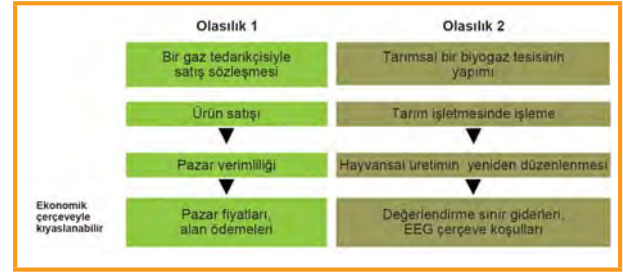 Olasılık 1
Olasılık 2
Bir gaz tedarikçisiyle
satış sözleşmesi
Tarımsal bir biyogaz tesisinin
yapımı
Ürün satışı
Tarım işletmesinde işleme
Pazar verimliliği
Hayvansal üretimin yeniden düzenlenmesi
Ekonomik
çerçeveyle
kıyaslanabilir
Pazar fiyatları,
alan ödemeleri
Değerlendirme sınır giderleri,
EEG çerçeve koşulları